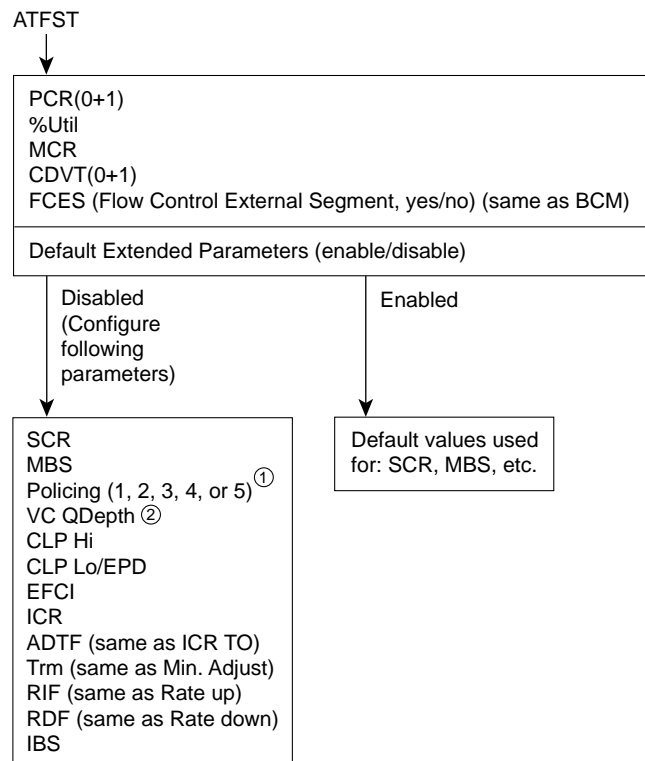 ATFST
PCR(0+1)
%Util
MCR
CDVT(0+1)
FCES (Flow Control External Segment, yes/no) (same as BCM)
Default Extended Parameters (enable/disable)
Disabled
(Configure
following
parameters)
Enabled
SCR
MBS
Policing (1, 2, 3, 4, or 5) ①
VC QDepth ②
CLP Hi
CLP Lo/EPD
EFCI
ICR
ADTF (same as ICR TO)
Trm (same as Min. Adjust)
RIF (same as Rate up)
RDF (same as Rate down)
IBS
Default values used
for: SCR, MBS, etc.